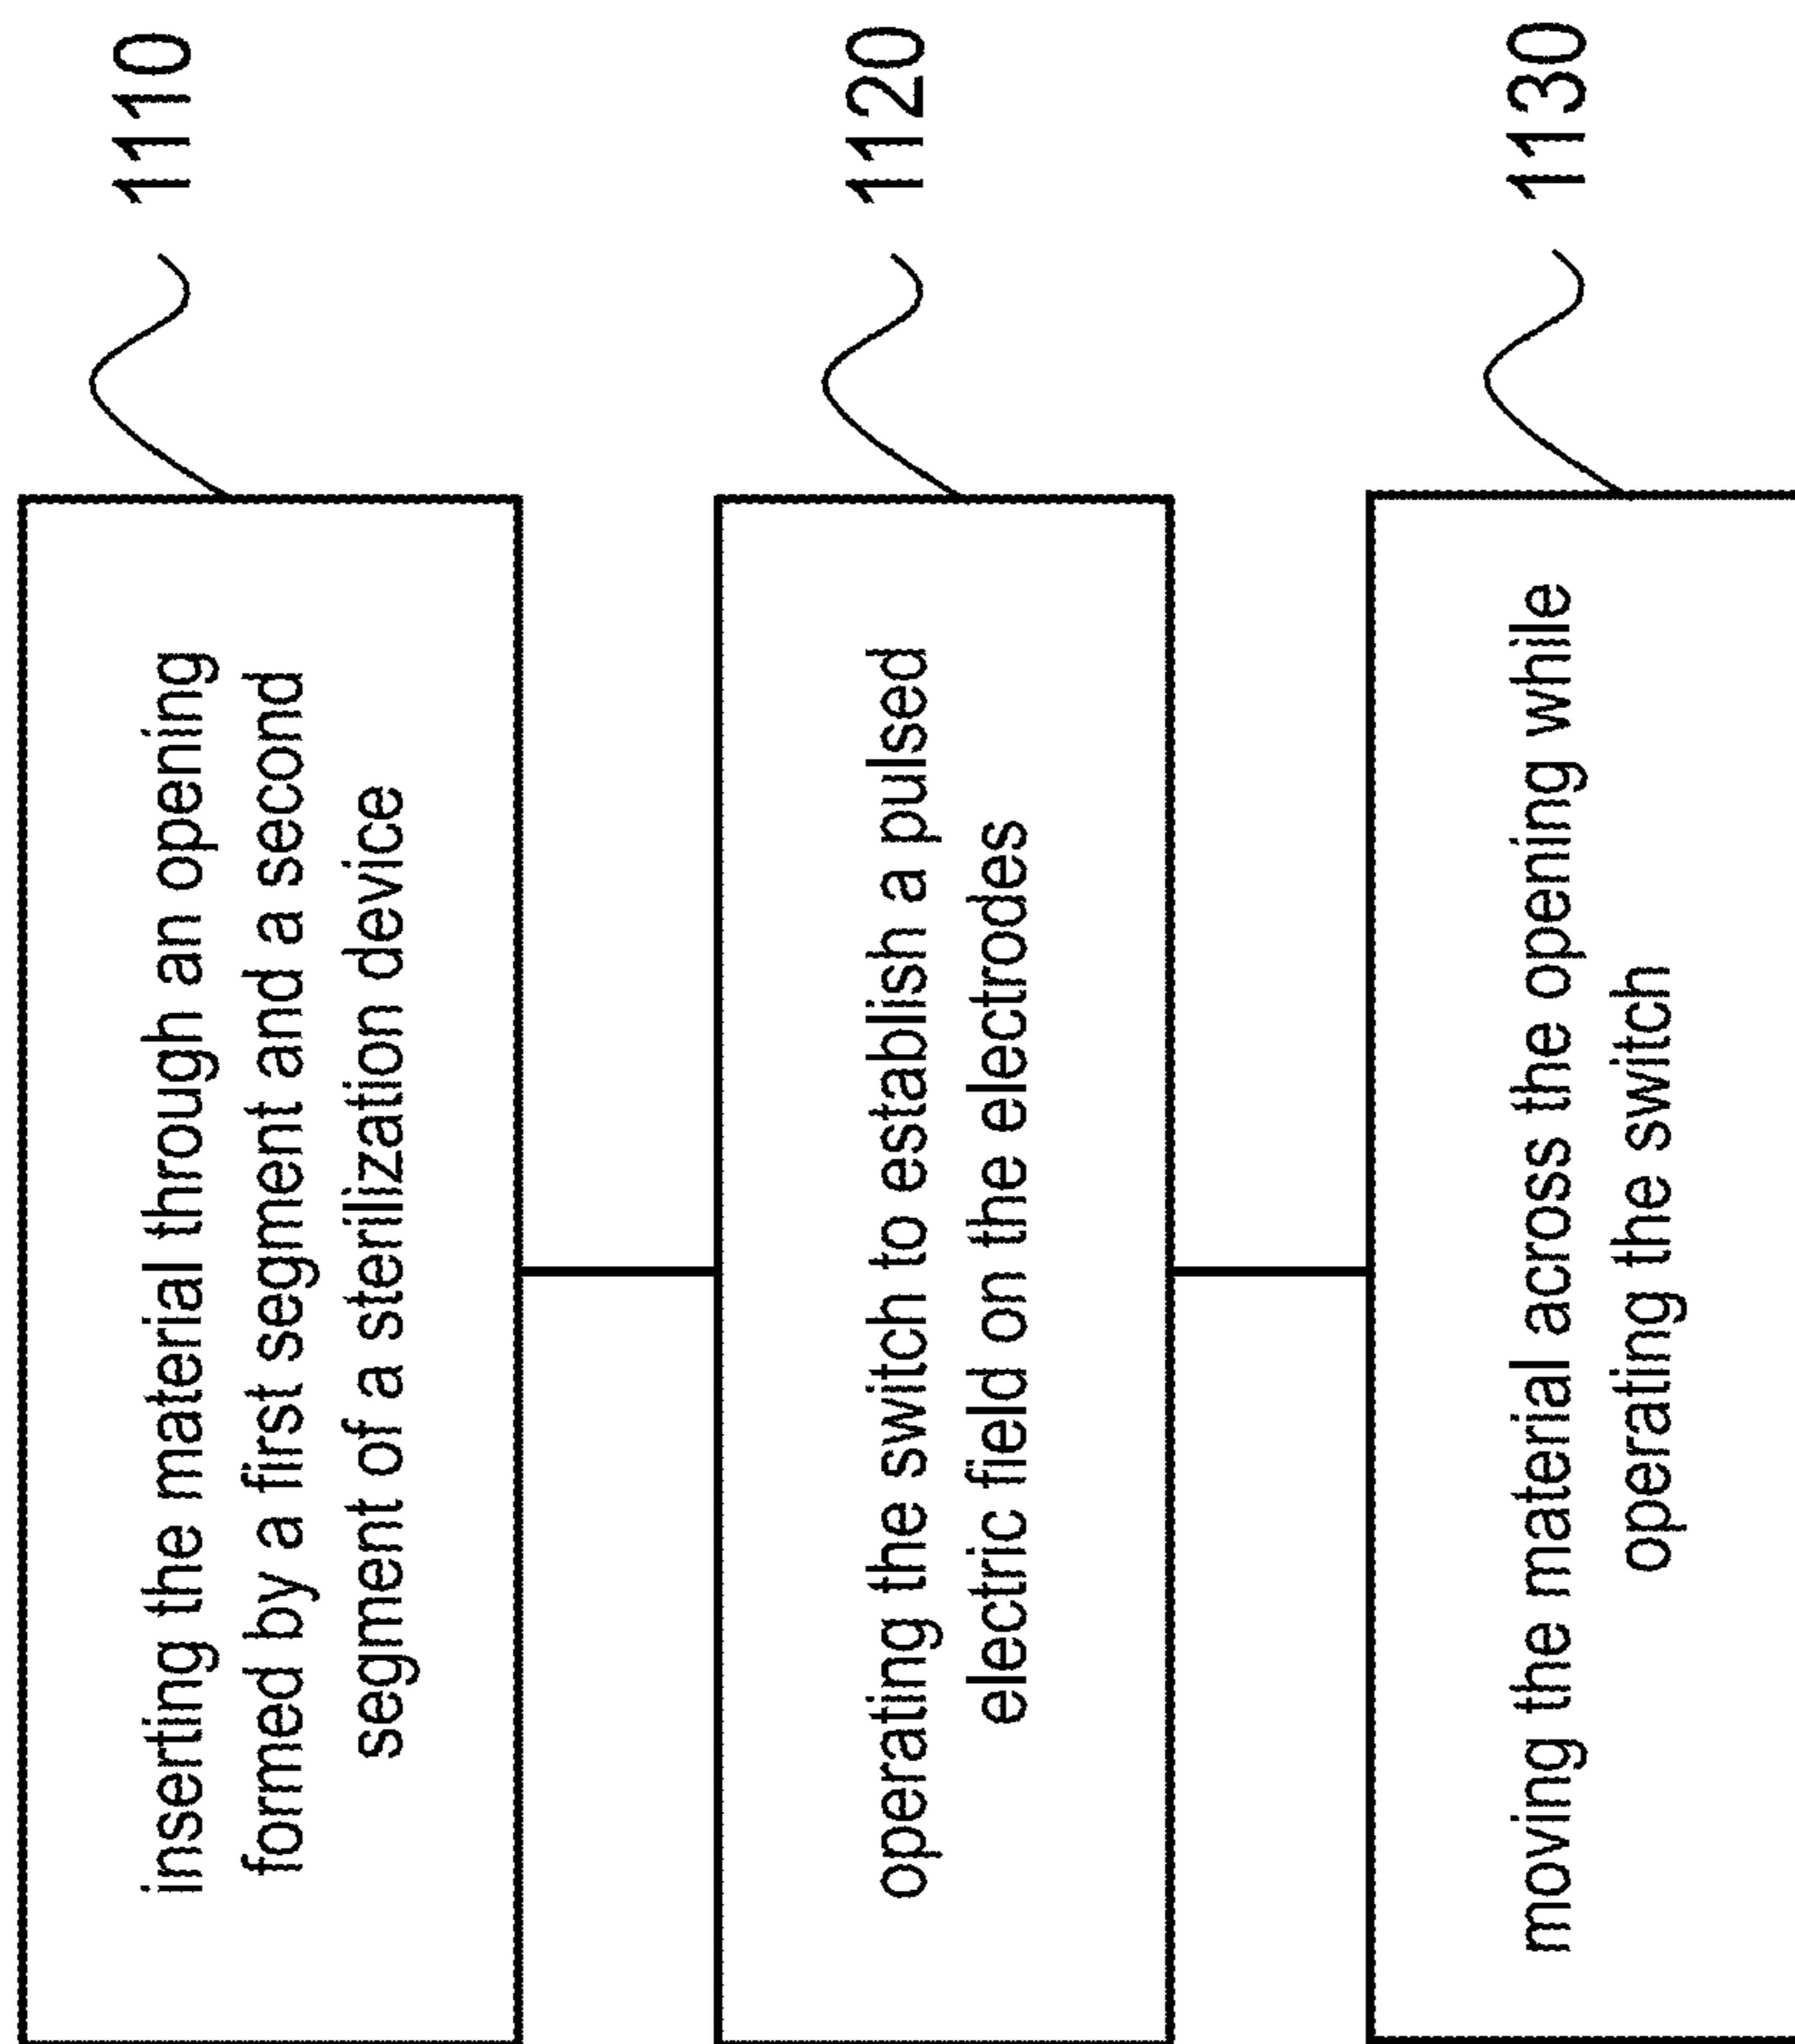 inserting the material through an opening
formed by a first segment and a second
segment of a sterilization device
1110
operating the switch to establish a pulsed
electric field on the electrodes
1120
moving the material across the opening while
operating the switch
1130